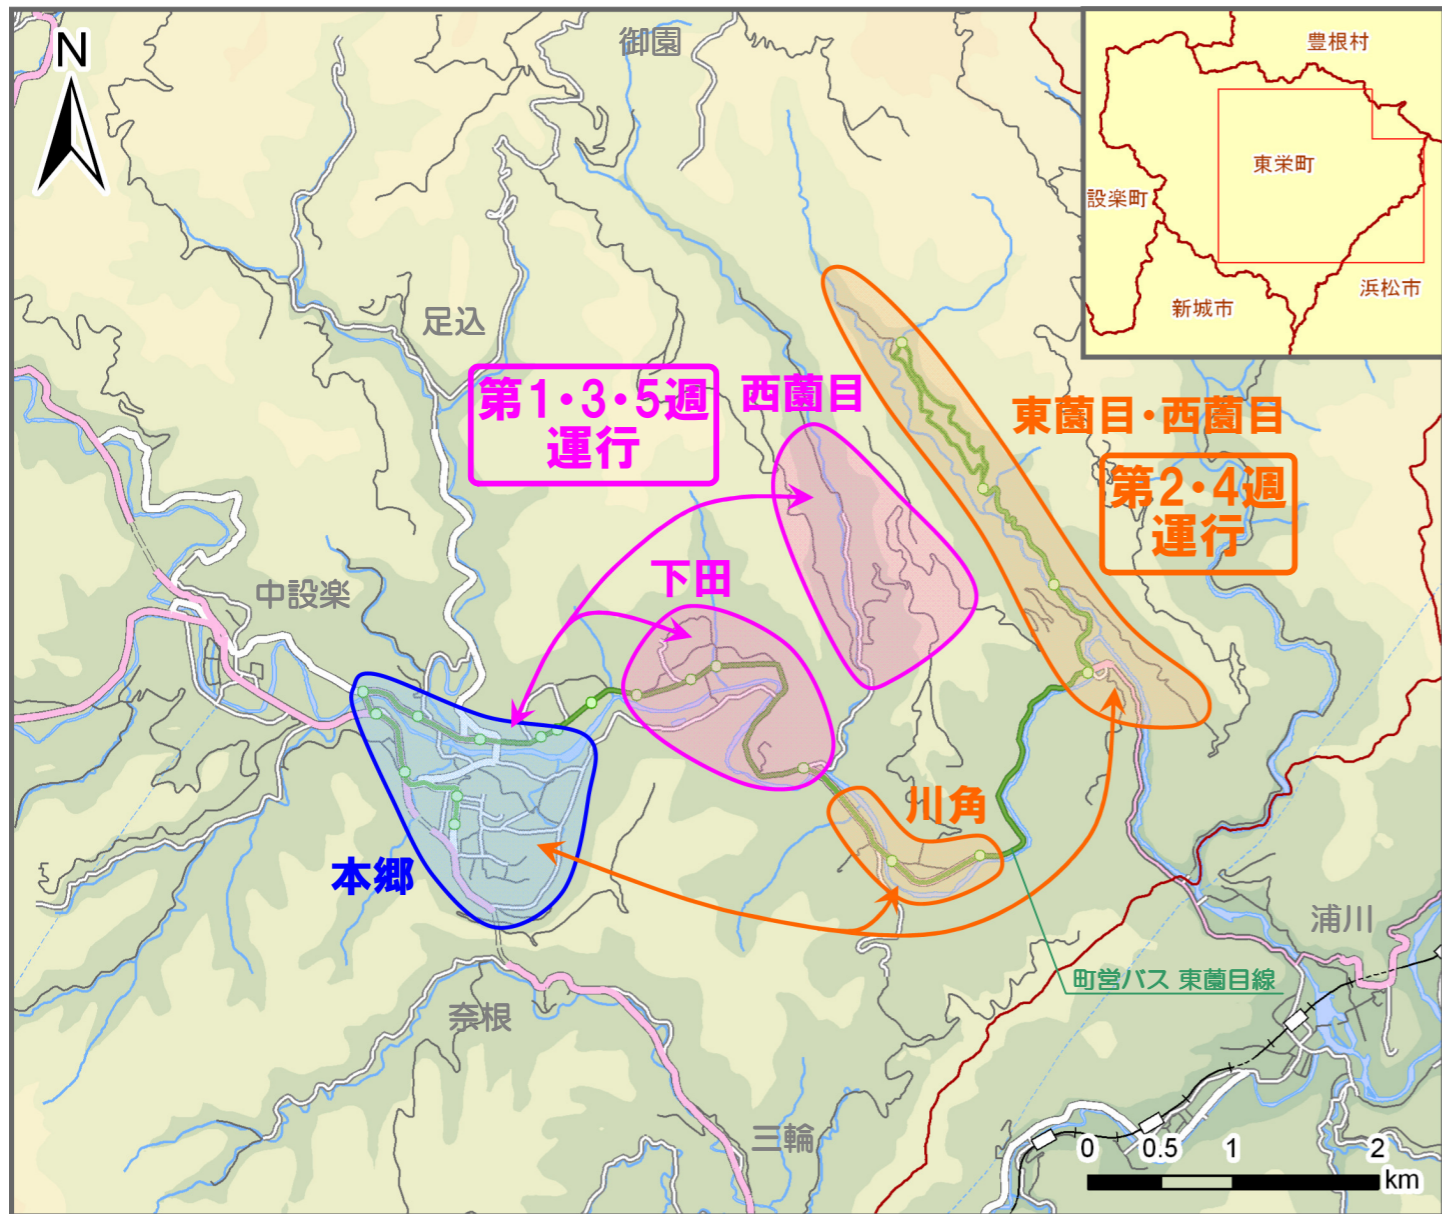 N
御園
豊根村
東栄町
設楽町
浜松市
新城市
足込
第1・3・5週
運行
西薗目
東薗目・西薗目
第2・4週
運行
下田
中設楽
川角
本郷
浦川
町営バス 東薗目線
奈根
三輪
0 0.5 1 2
km